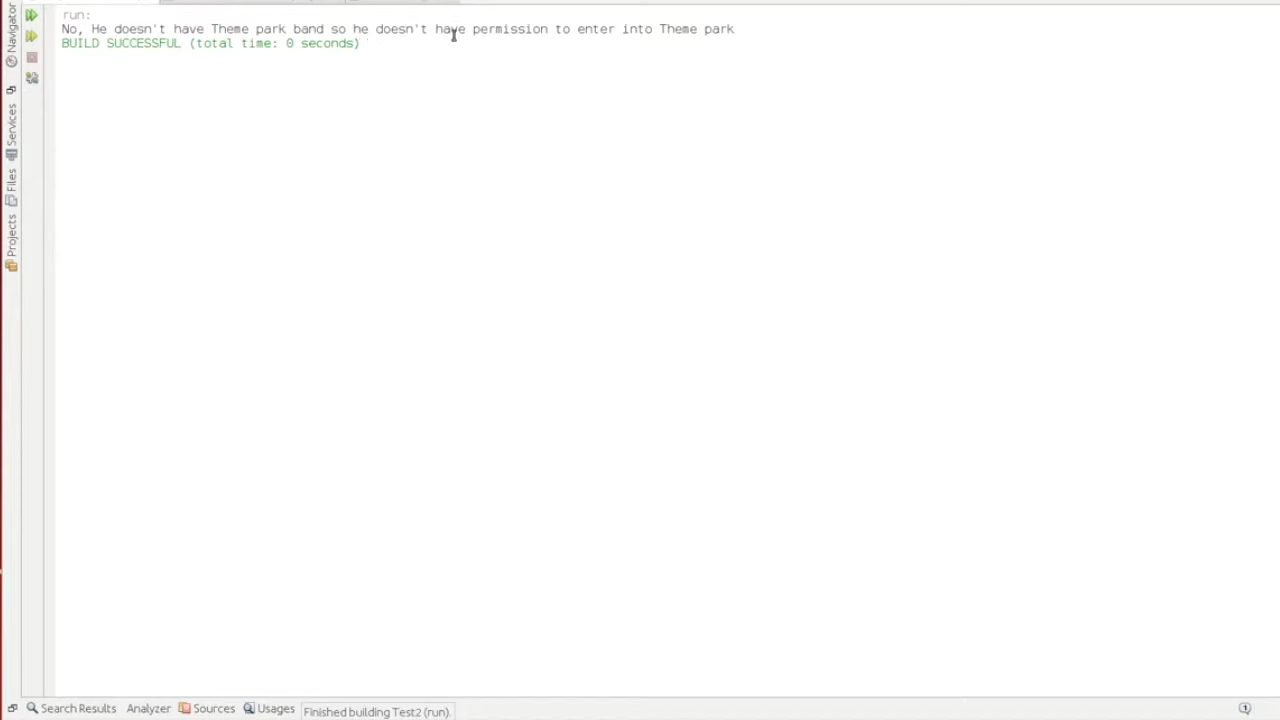 run:
No, He doesn't have Theme park band so he doesn't have permission to enter into Theme park
BUILD SUCCESSFUL (total time: 0 seconds)
Navigator
Services
Files
Projects
Search Results Analyzer Sources Usages Finished building Test2 (run). 1